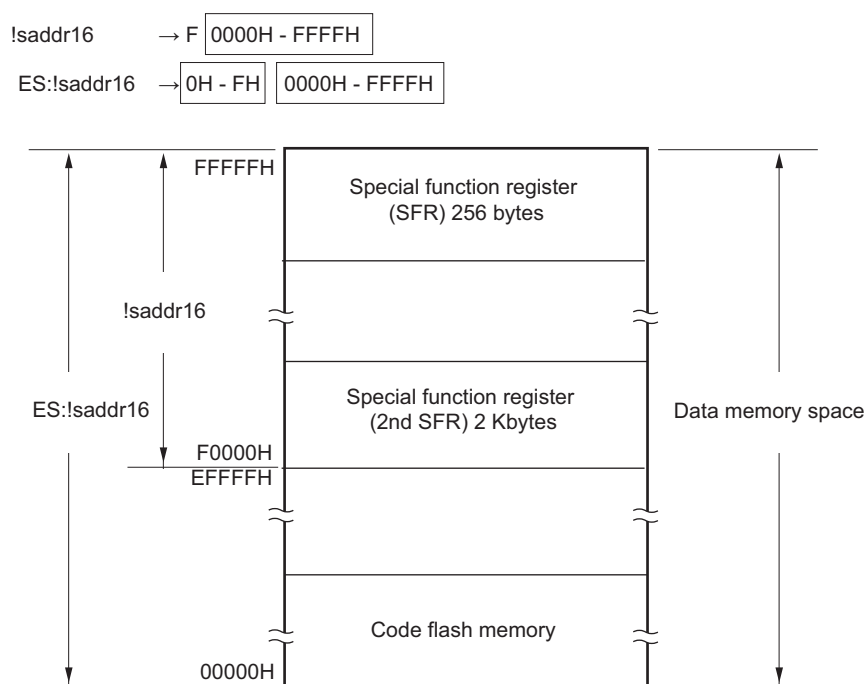 !saddr16 → F 0000H - FFFFH
ES:!saddr16 → 0H - FH 0000H - FFFFH
FFFFFH
Special function register
(SFR) 256 bytes
!saddr16
Special function register
(2nd SFR) 2 Kbytes
ES:!saddr16
Data memory space
F0000H
EFFFFH
Code flash memory
00000H